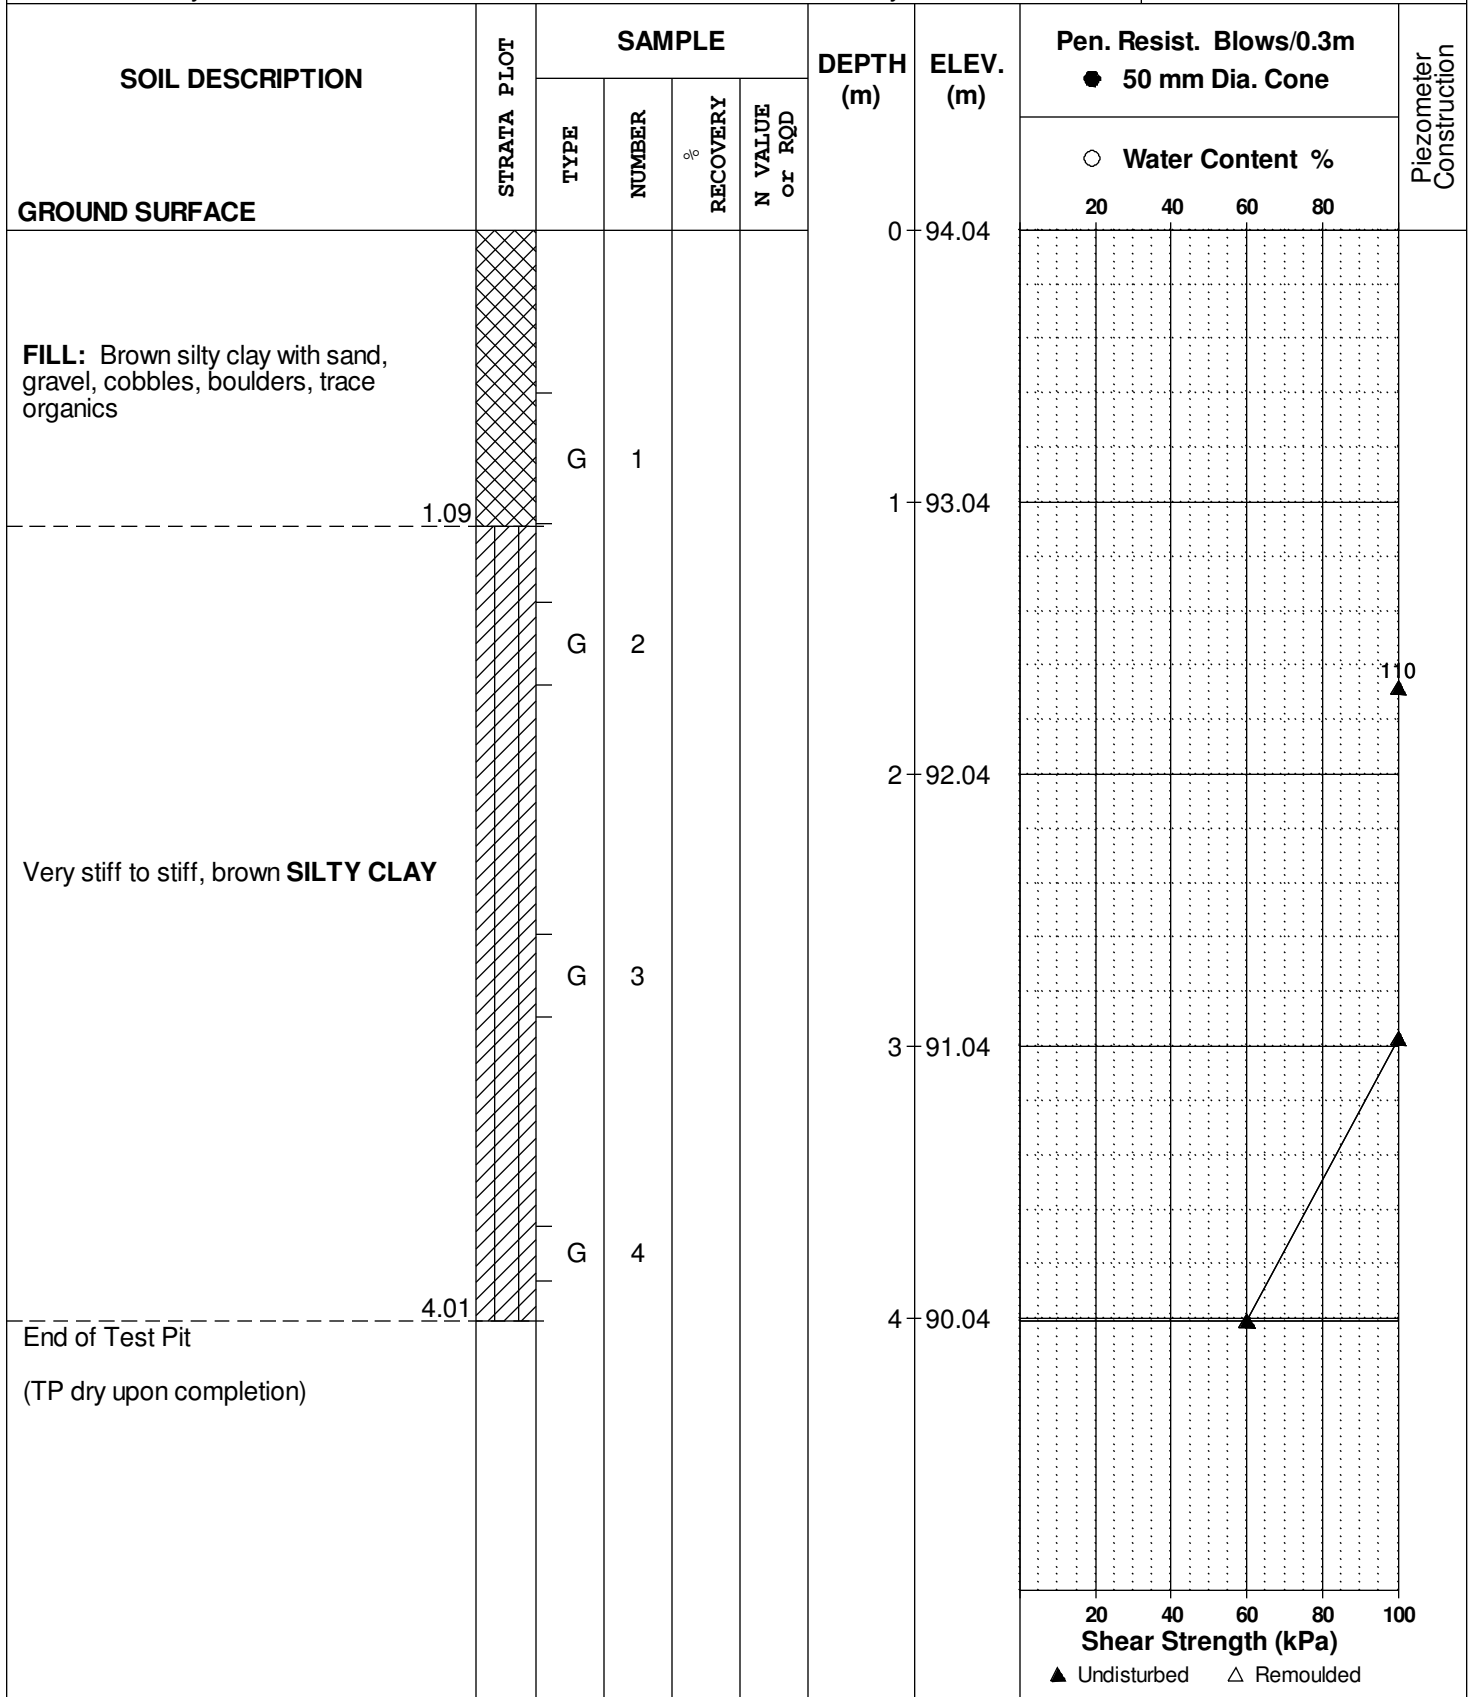 SOIL DESCRIPTION
GROUND SURFACE
STRATA PLOT
SAMPLE
TYPE
NUMBER
%
RECOVERY
N VALUE
or RQD
DEPTH
(m)
ELEV.
(m)
Pen. Resist. Blows/0.3m
● 50 mm Dia. Cone
○ Water Content %
20 40 60 80
Piezometer
Construction
0 94.04
FILL: Brown silty clay with sand,
gravel, cobbles, boulders, trace
organics
G 1
1 93.04
1.09
G 2
110
2 92.04
Very stiff to stiff, brown SILTY CLAY
G 3
3 91.04
G 4
4.01
4 90.04
End of Test Pit
(TP dry upon completion)
20 40 60 80 100
Shear Strength (kPa)
▲ Undisturbed △ Remoulded